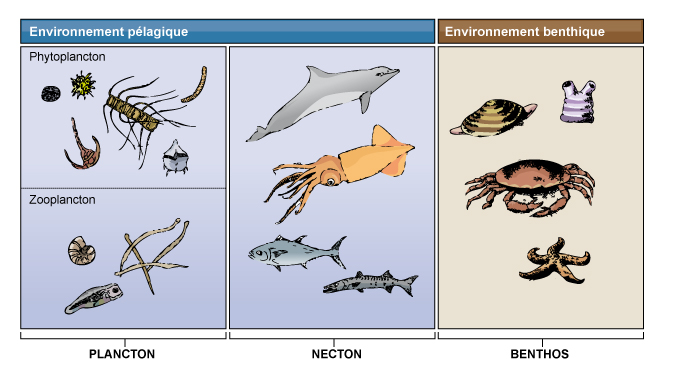 Environnement pélagique
Environnement benthique
Phytoplancton
Zooplancton
PLANCTON
NECTON
BENTHOS